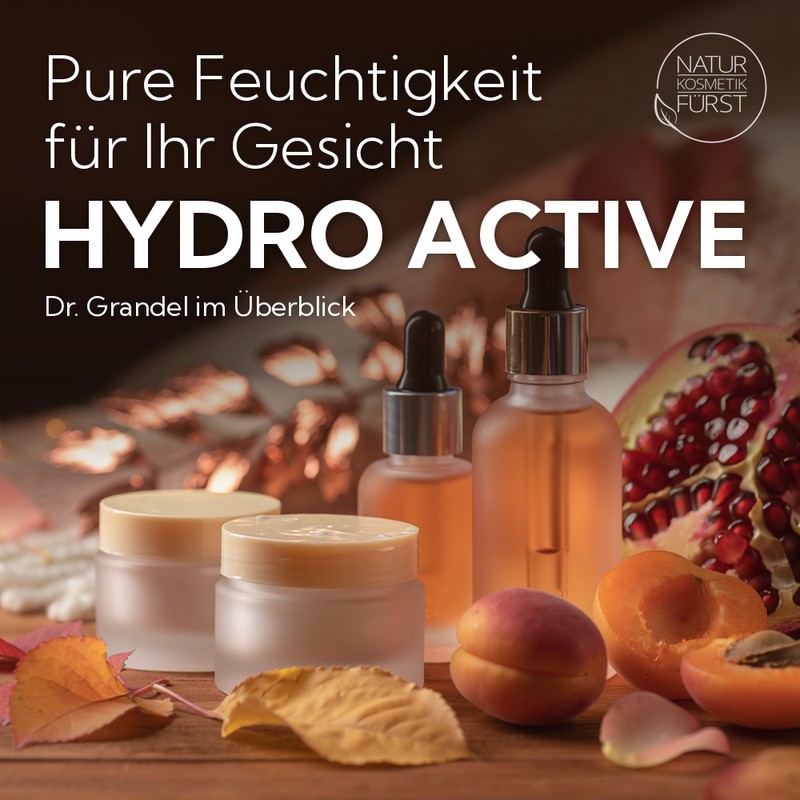 Pure Feuchtigkeit
für Ihr Gesicht
HYDRO ACTIVE
Dr. Grandel im Überblick
NATUR
KOSMETIK
FÜRST